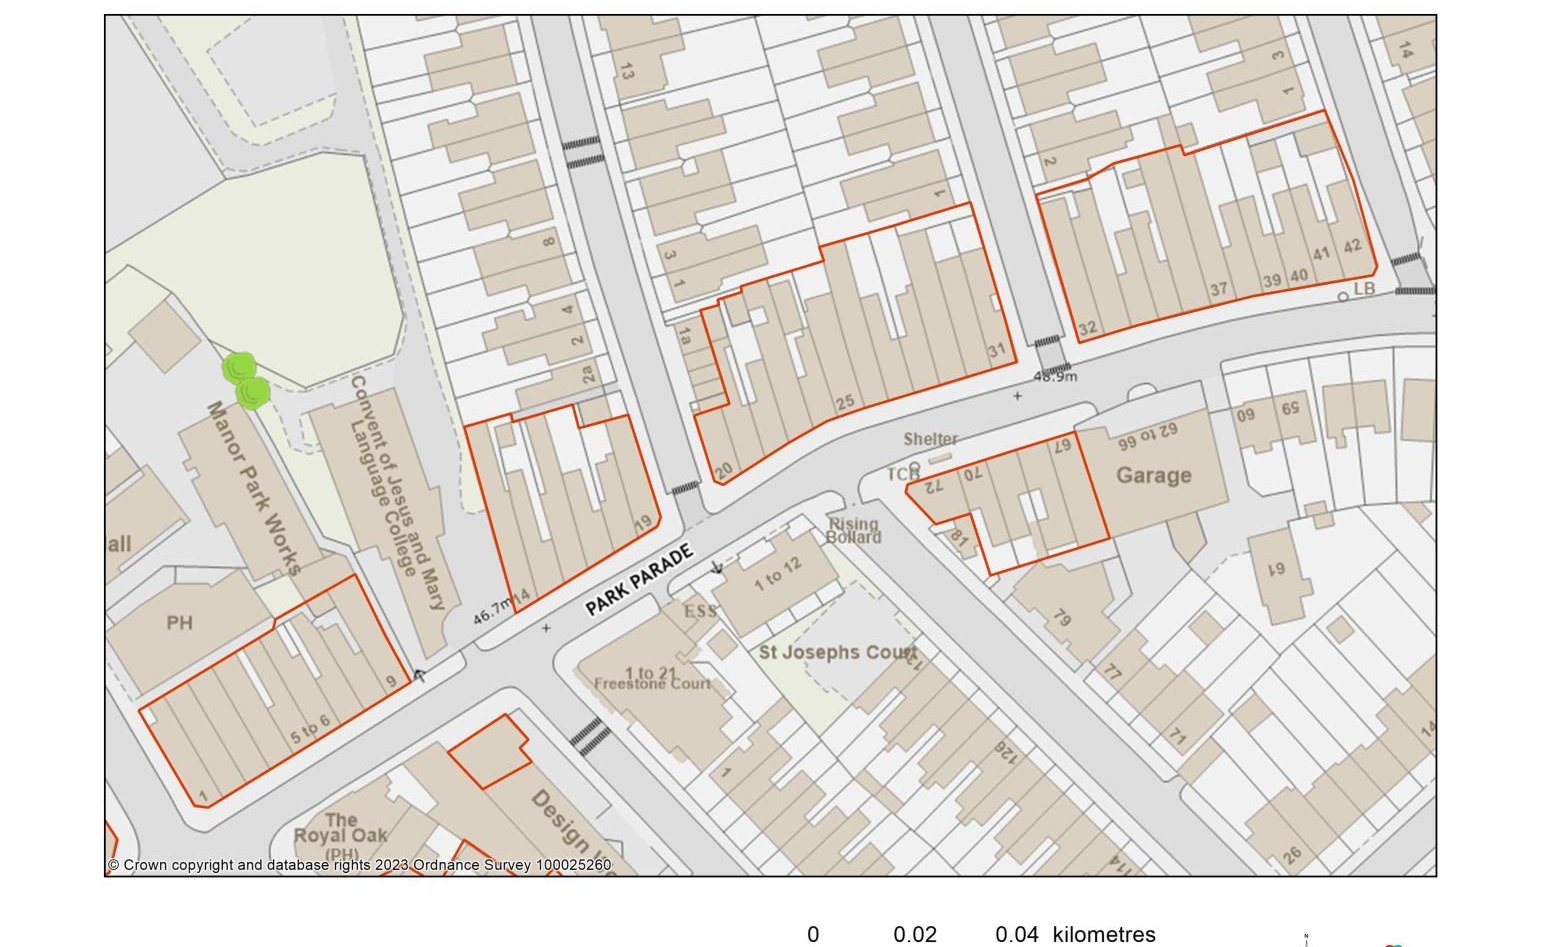 13
3
1
14
2
1
8
3
1
4
2
1a
2a
41
42
40
39
37
LB
32
31
48.9m
25
20
19
14
46.7m
PARK PARADE
Convent of Jesus and Mary
Language College
Manor Park Works
all
PH
9
5 to 6
1
Shelter
TCB
72
70
67
62 to 66
Garage
60
59
61
81
79
77
71
Rising
Bollard
1 to 12
ESS
St Josephs Court
1 to 21
Freestone Court
1
126
114
14
26
The
Royal Oak
(PH)
Design
© Crown copyright and database rights 2023 Ordnance Survey 100025260
0 0.02 0.04 kilometres
N